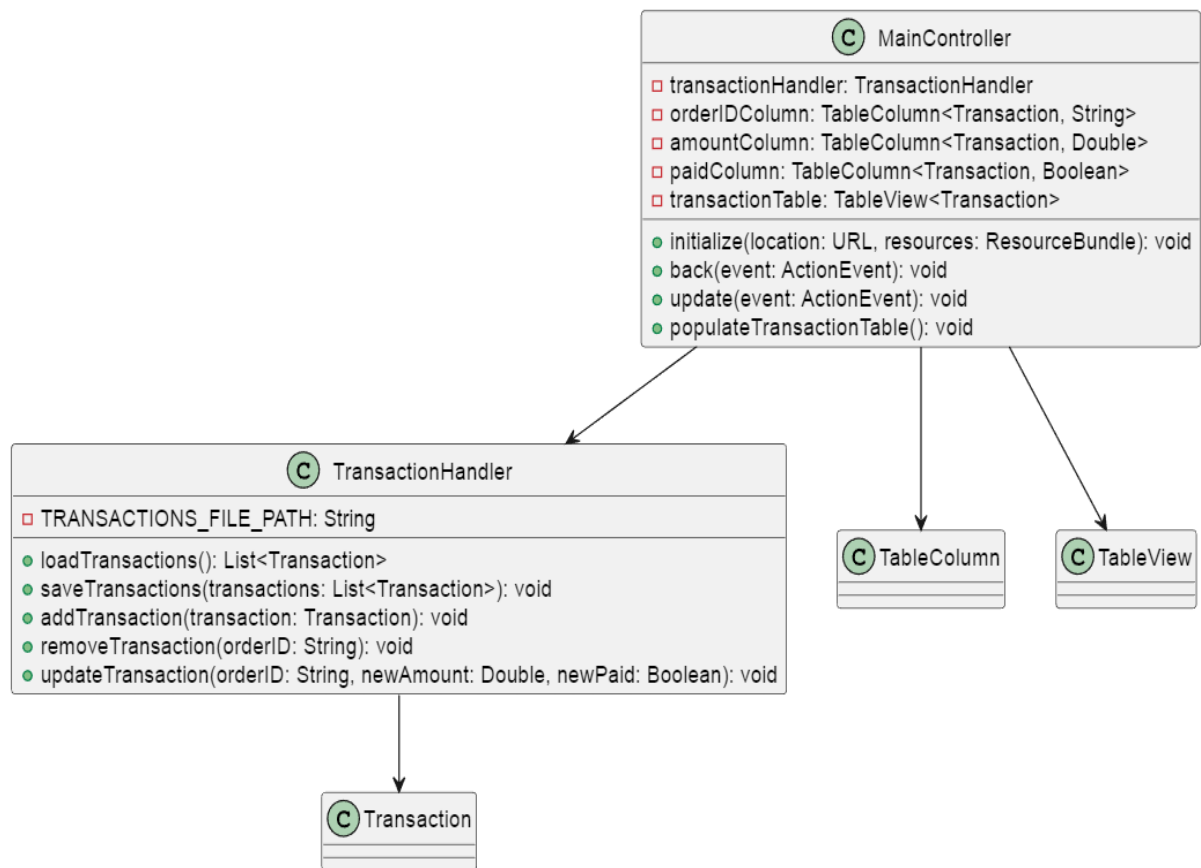 C MainController
transactionHandler: TransactionHandler
orderIDColumn: TableColumn<Transaction, String>
amountColumn: TableColumn<Transaction, Double>
paidColumn: TableColumn<Transaction, Boolean>
transactionTable: TableView<Transaction>
initialize(location: URL, resources: ResourceBundle): void
back(event: ActionEvent): void
update(event: ActionEvent): void
populateTransactionTable(): void
C TransactionHandler
TRANSACTIONS_FILE_PATH: String
loadTransactions(): List<Transaction>
saveTransactions(transactions: List<Transaction>): void
addTransaction(transaction: Transaction): void
removeTransaction(orderID: String): void
updateTransaction(orderID: String, newAmount: Double, newPaid: Boolean): void
C TableColumn
C TableView
C Transaction